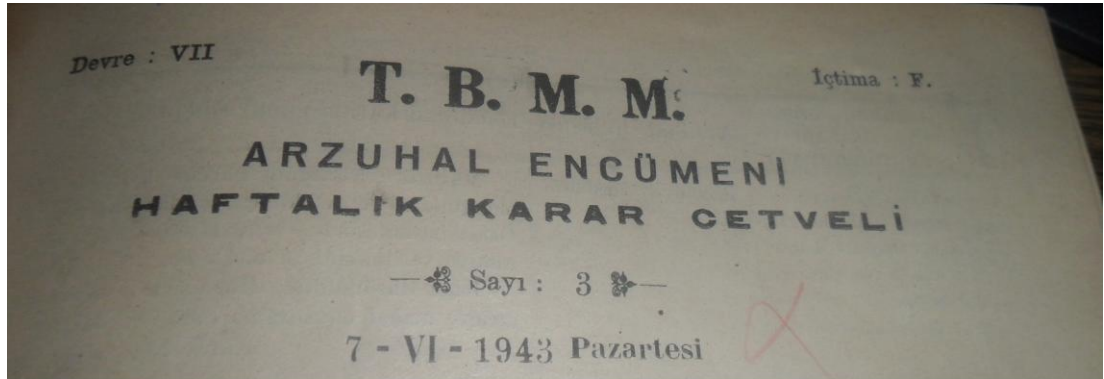 Devre : VII
İçtima : F.
T. B. M. M.
ARZUHAL ENCÜMENİ
HAFTALIK KARAR CETVELİ
Sayı : 3
7 - VI - 1943 Pazartesi